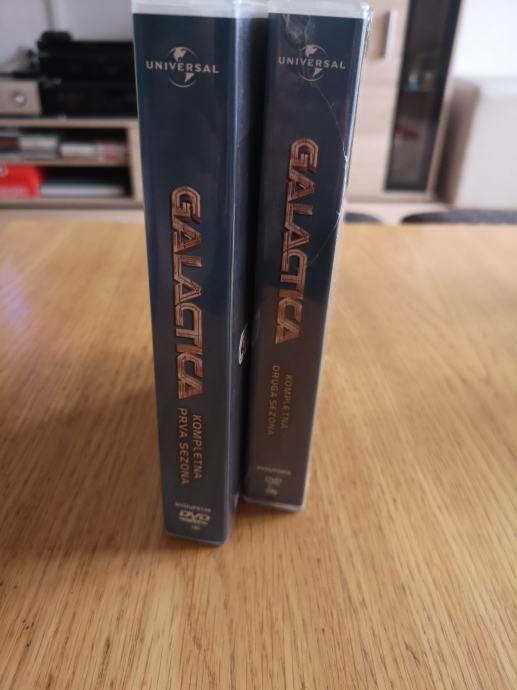 UNIVERSAL
GALACTICA
KOMPLETNA
PRVA SEZONA
DVD
UNIVERSAL
GALACTICA
KOMPLETNA
DRUGA SEZONA